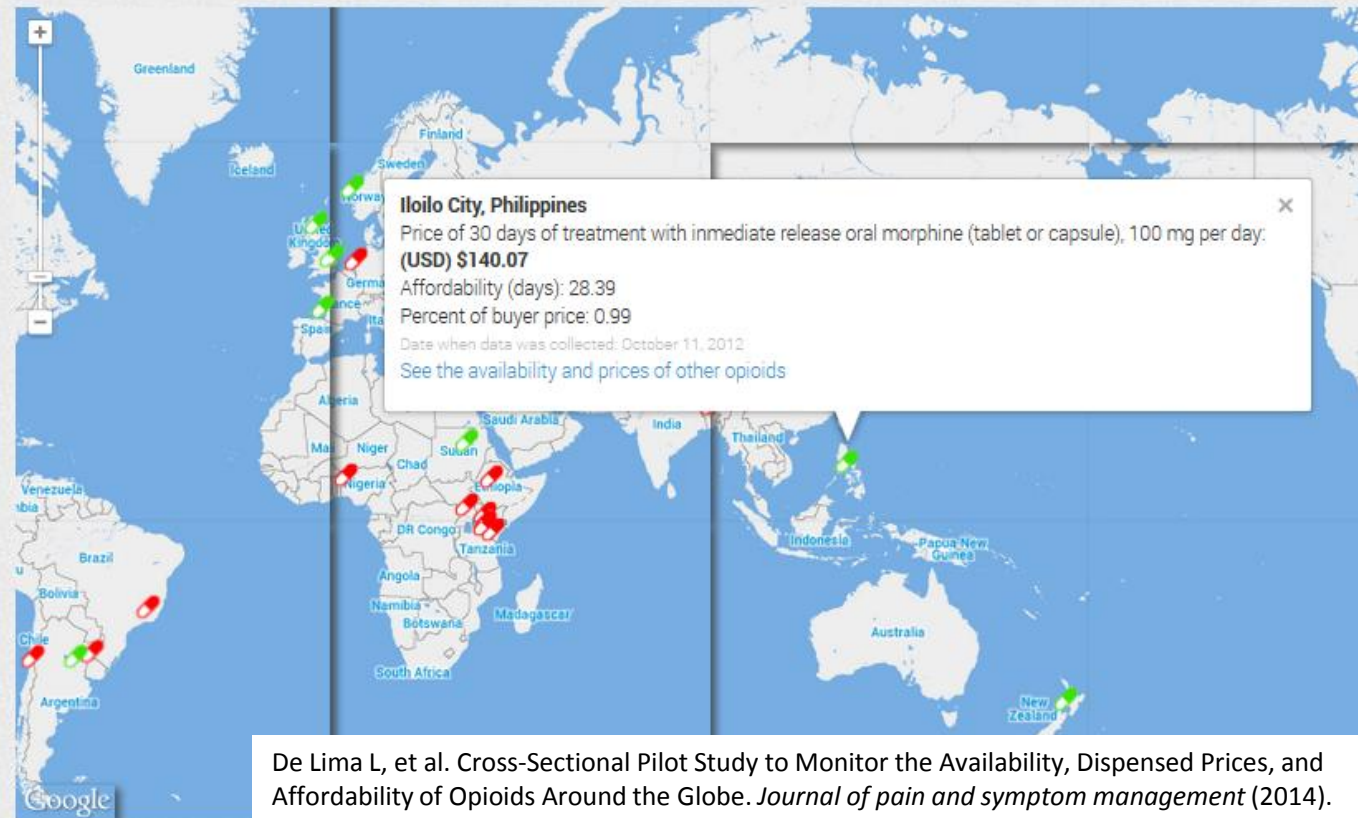 +
Greenland
Finland
Iceland
Sweden
Norway
Iloilo City, Philippines
×
Price of 30 days of treatment with inmediate release oral morphine (tablet or capsule), 100 mg per day:
(USD) $140.07
Affordability (days): 28.39
Percent of buyer price: 0.99
Date when data was collected: October 11, 2012
See the availability and prices of other opioids
Kingdom
Germa
Spain
Algeria
Saudi Arabia
India
Thailand
Niger
Chad
Sudan
Nigeria
Ethiopia
Venezuela
DR Congo
Tanzania
Indonesia
Papua New
Guinea
Brazil
Angola
Bolivia
Namibia
Botswana
Madagascar
Australia
Chile
South Africa
Argentina
New
Zealand
De Lima L, et al. Cross-Sectional Pilot Study to Monitor the Availability, Dispensed Prices, and
Affordability of Opioids Around the Globe. Journal of pain and symptom management (2014).
Google